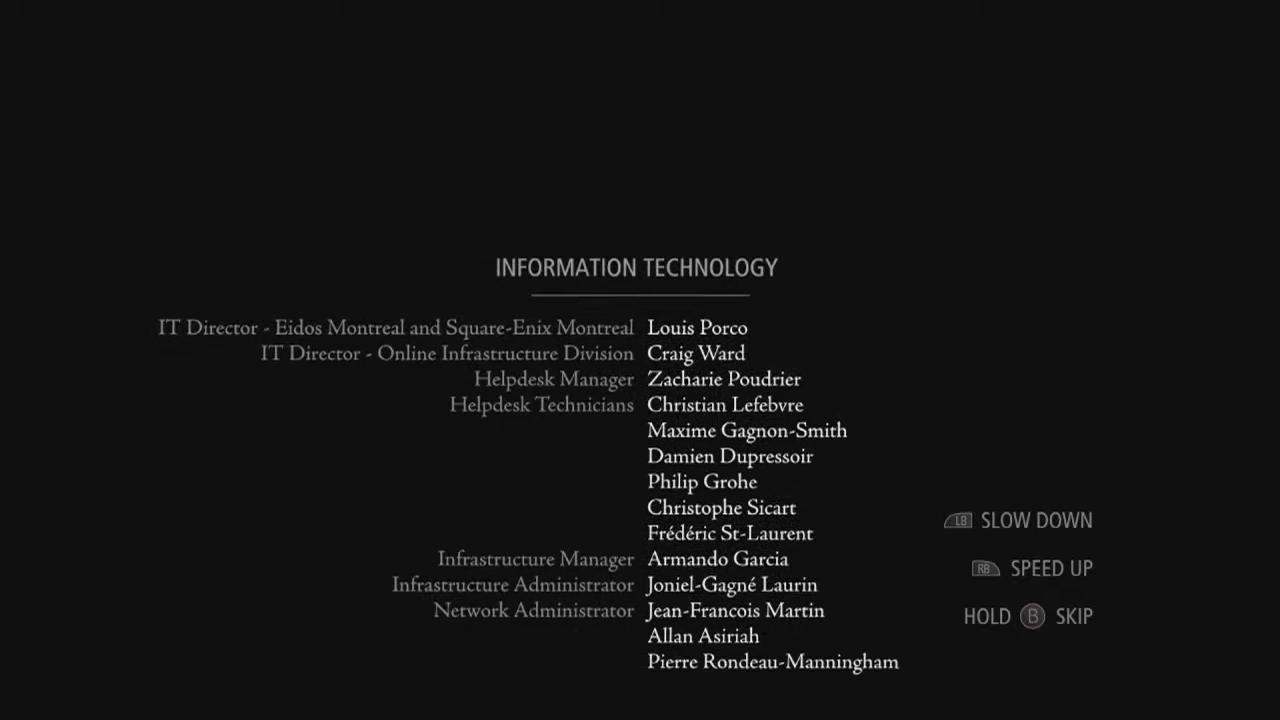 INFORMATION TECHNOLOGY
IT Director - Eidos Montreal and Square-Enix Montreal Louis Porco
IT Director - Online Infrastructure Division Craig Ward
Helpdesk Manager Zacharie Poudrier
Helpdesk Technicians Christian Lefebvre
Maxime Gagnon-Smith
Damien Dupressoir
Philip Grohe
Christophe Sicart
Frédéric St-Laurent
Infrastructure Manager Armando Garcia
Infrastructure Administrator Joniel-Gagné Laurin
Network Administrator Jean-Francois Martin
Allan Asiriah
Pierre Rondeau-Manningham
LB SLOW DOWN
RB SPEED UP
HOLD B SKIP